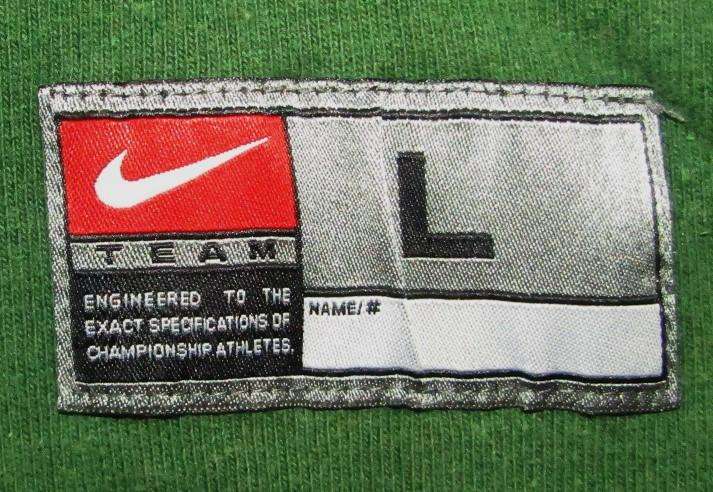 TEAM
ENGINEERED TO THE
EXACT SPECIFICATIONS OF
CHAMPIONSHIP ATHLETES.
L
NAME/#